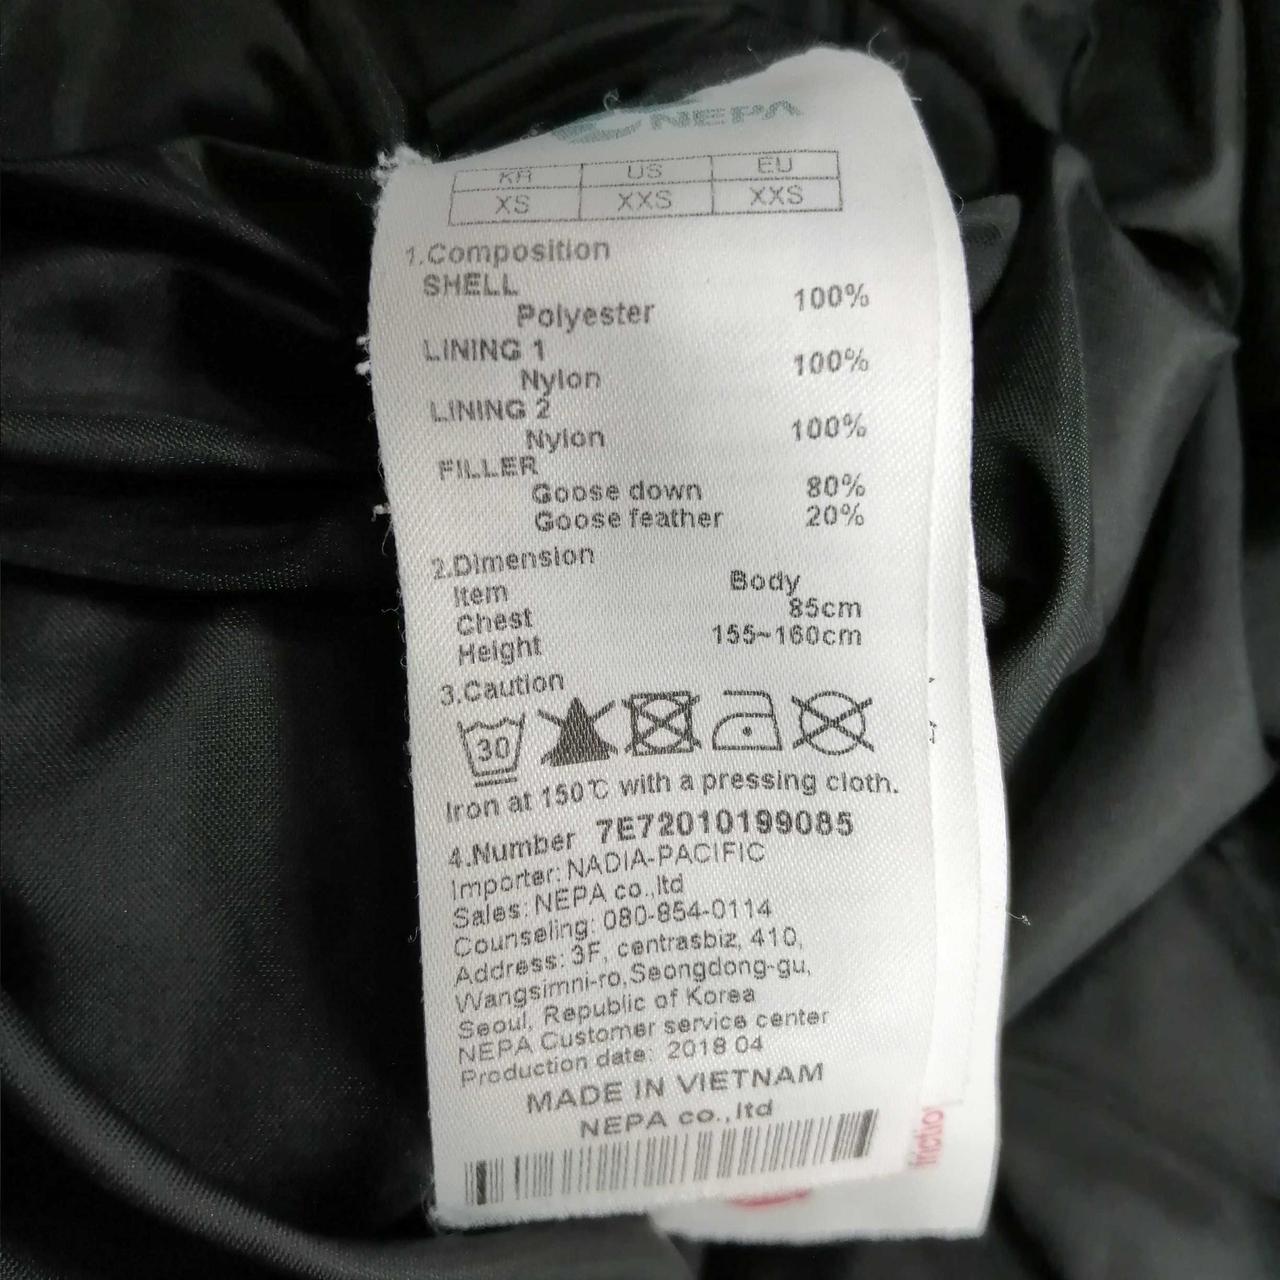 NEPA
KR US EU
XS XXS XXS
1.Composition
SHELL
Polyester 100%
LINING 1
Nylon 100%
LINING 2
Nylon 100%
FILLER
Goose down 80%
Goose feather 20%
2.Dimension
Item Body
Chest 85cm
Height 155~160cm
3.Caution
30
Iron at 150℃ with a pressing cloth.
4.Number 7E72010199085
Importer: NADIA-PACIFIC
Sales: NEPA co.,ltd
Counseling: 080-854-0114
Address: 3F, centrasbiz, 410,
Wangsimni-ro,Seongdong-gu,
Seoul, Republic of Korea
NEPA Customer service center
Production date: 2018 04
MADE IN VIETNAM
NEPA co.,ltd